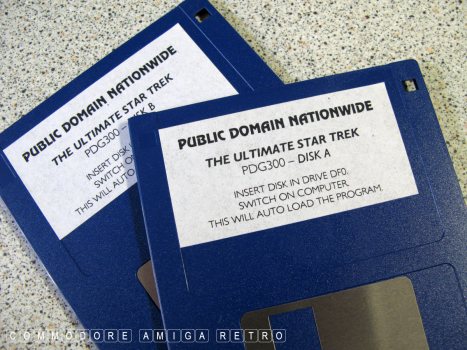 PUBLIC DOMAIN NATIONWIDE
THE ULTIMATE STAR TREK
PDG300 – DISK B
INSERT DISK IN
SWITCH ON
THIS WILL AUTO
PUBLIC DOMAIN NATIONWIDE
THE ULTIMATE STAR TREK
PDG300 – DISK A
INSERT DISK IN DRIVE DF0.
SWITCH ON COMPUTER.
THIS WILL AUTO LOAD THE PROGRAM.
COMMODORE AMIGA RETRO